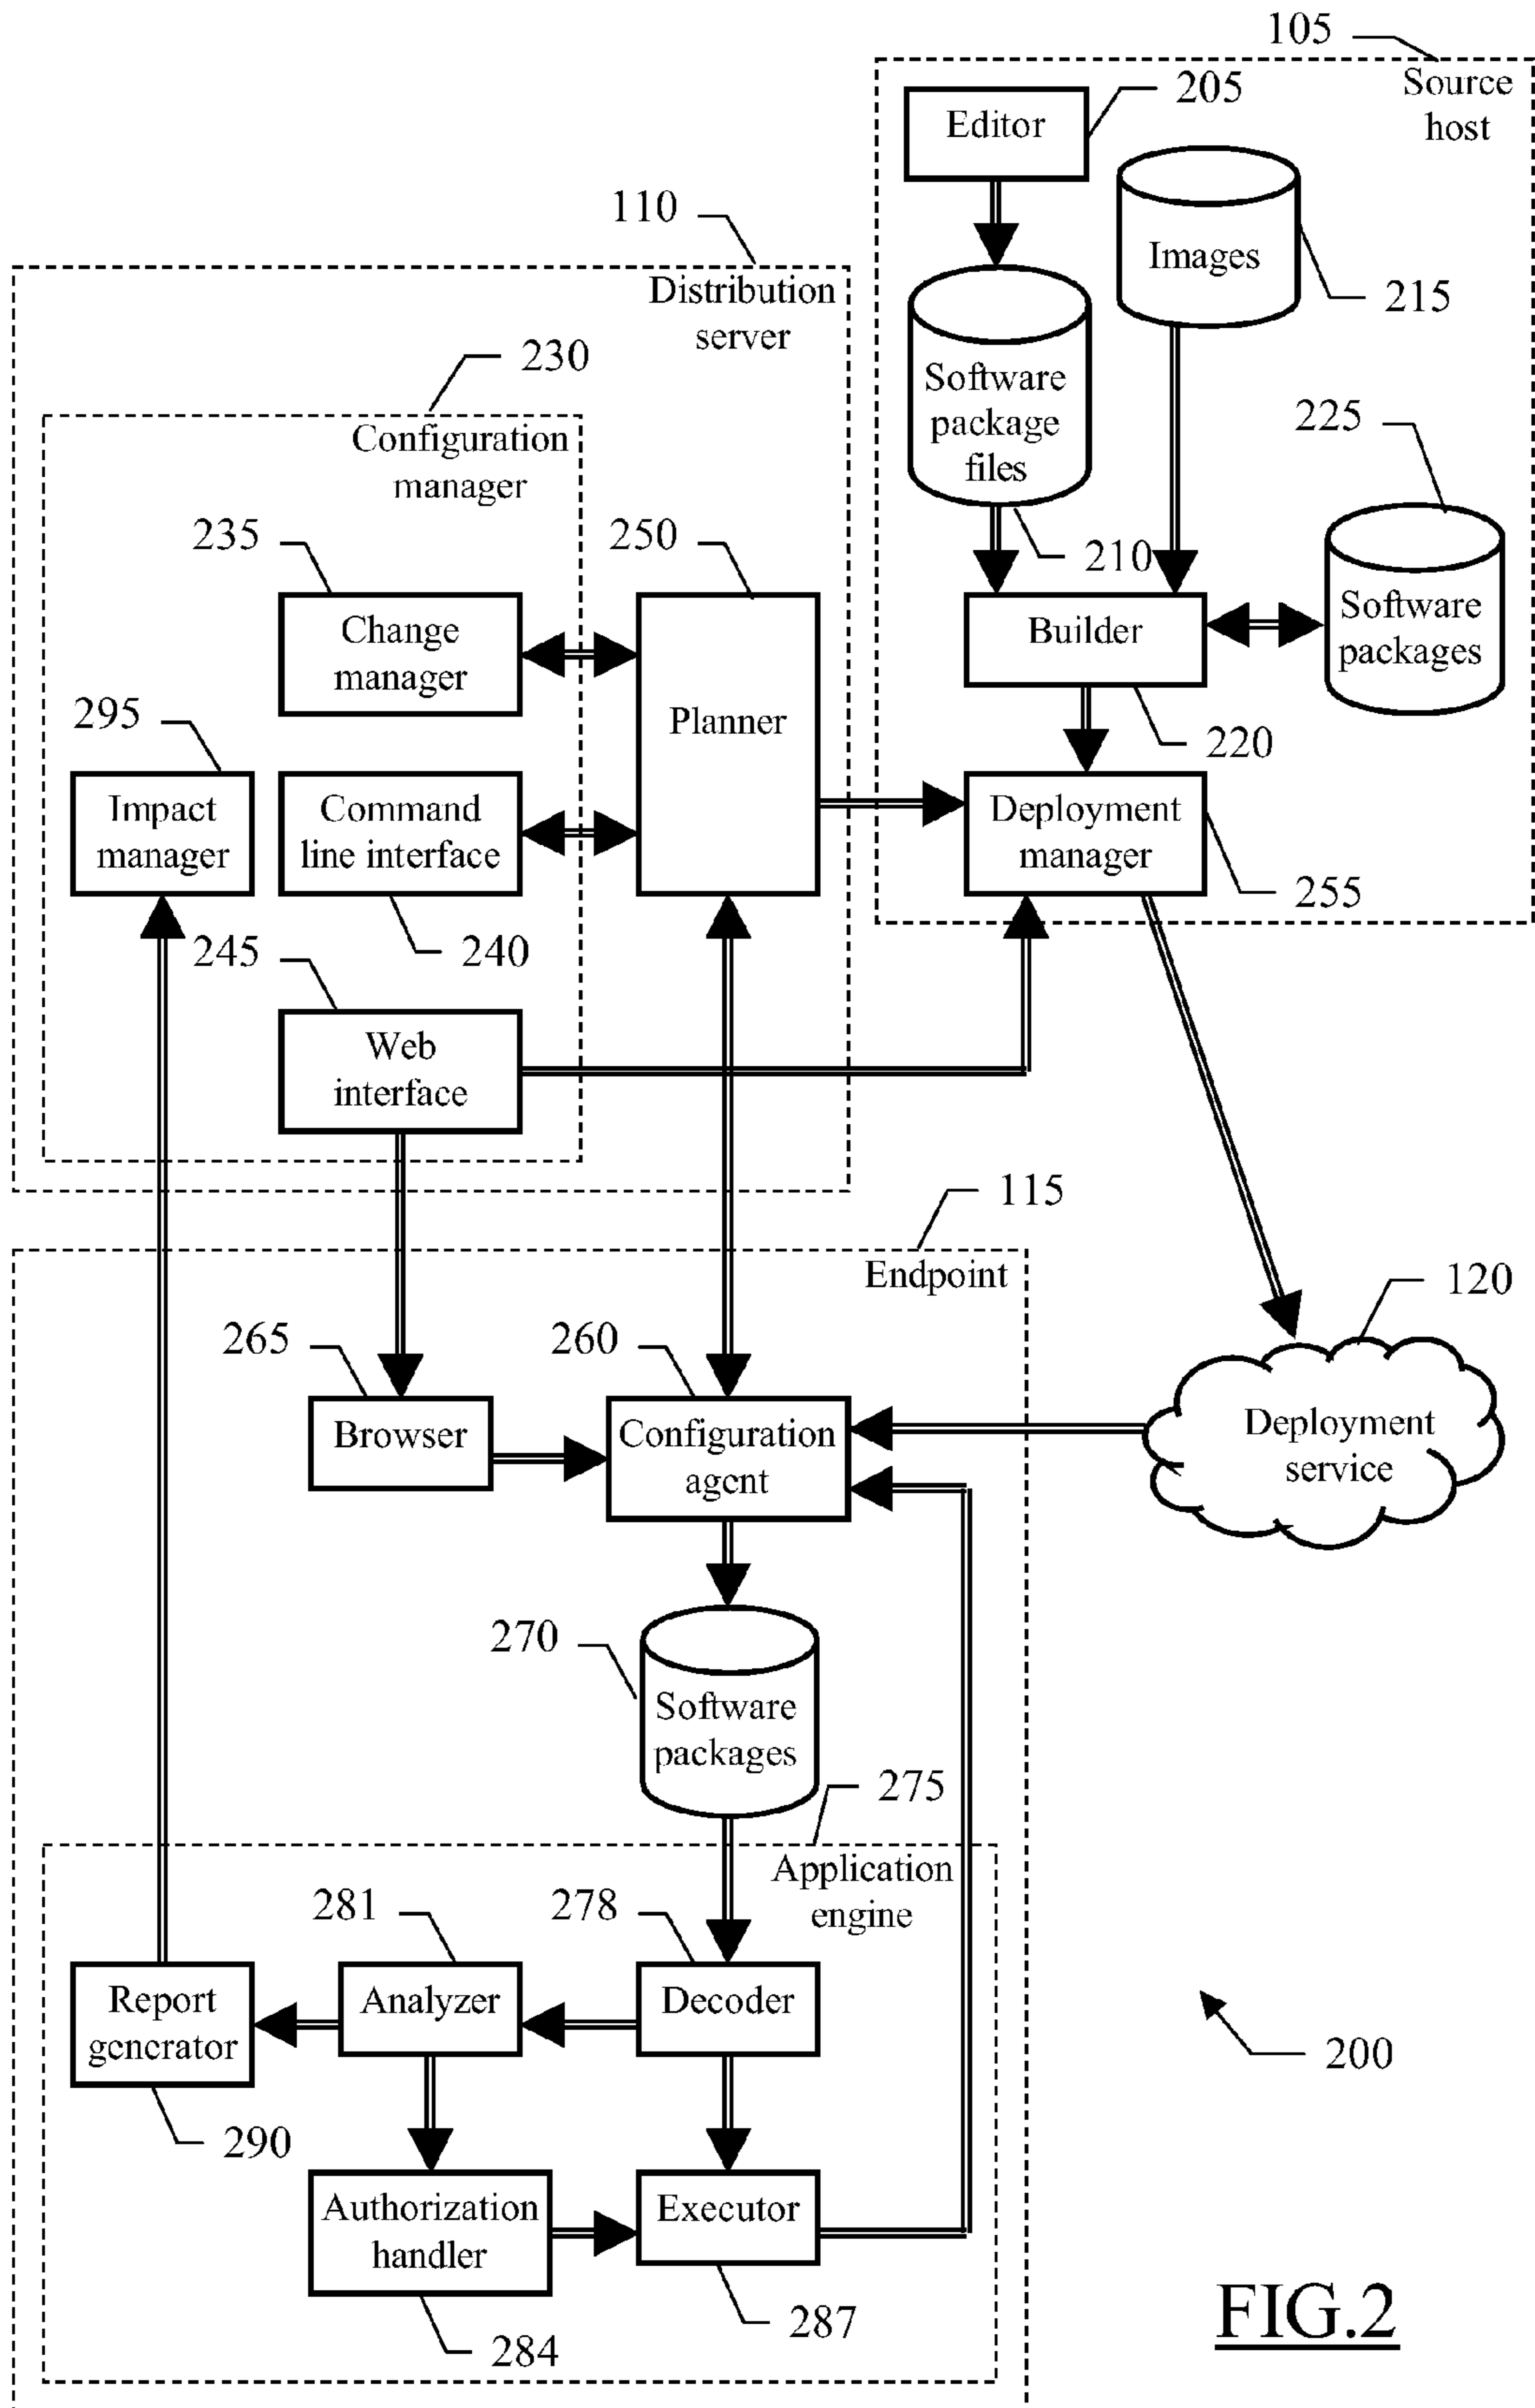 105
Source
host
Editor
205
Images
215
110
Distribution
server
Software
package
files
210
230
Configuration
manager
225
Software
packages
235
Change
manager
250
Planner
Builder
220
295
Impact
manager
Command
line interface
240
Deployment
manager
255
245
Web
interface
115
Endpoint
120
Deployment
service
265
Browser
260
Configuration
agent
270
Software
packages
275
Application
engine
281
Analyzer
278
Decoder
Report
generator
290
200
Authorization
handler
284
Executor
287
FIG.2